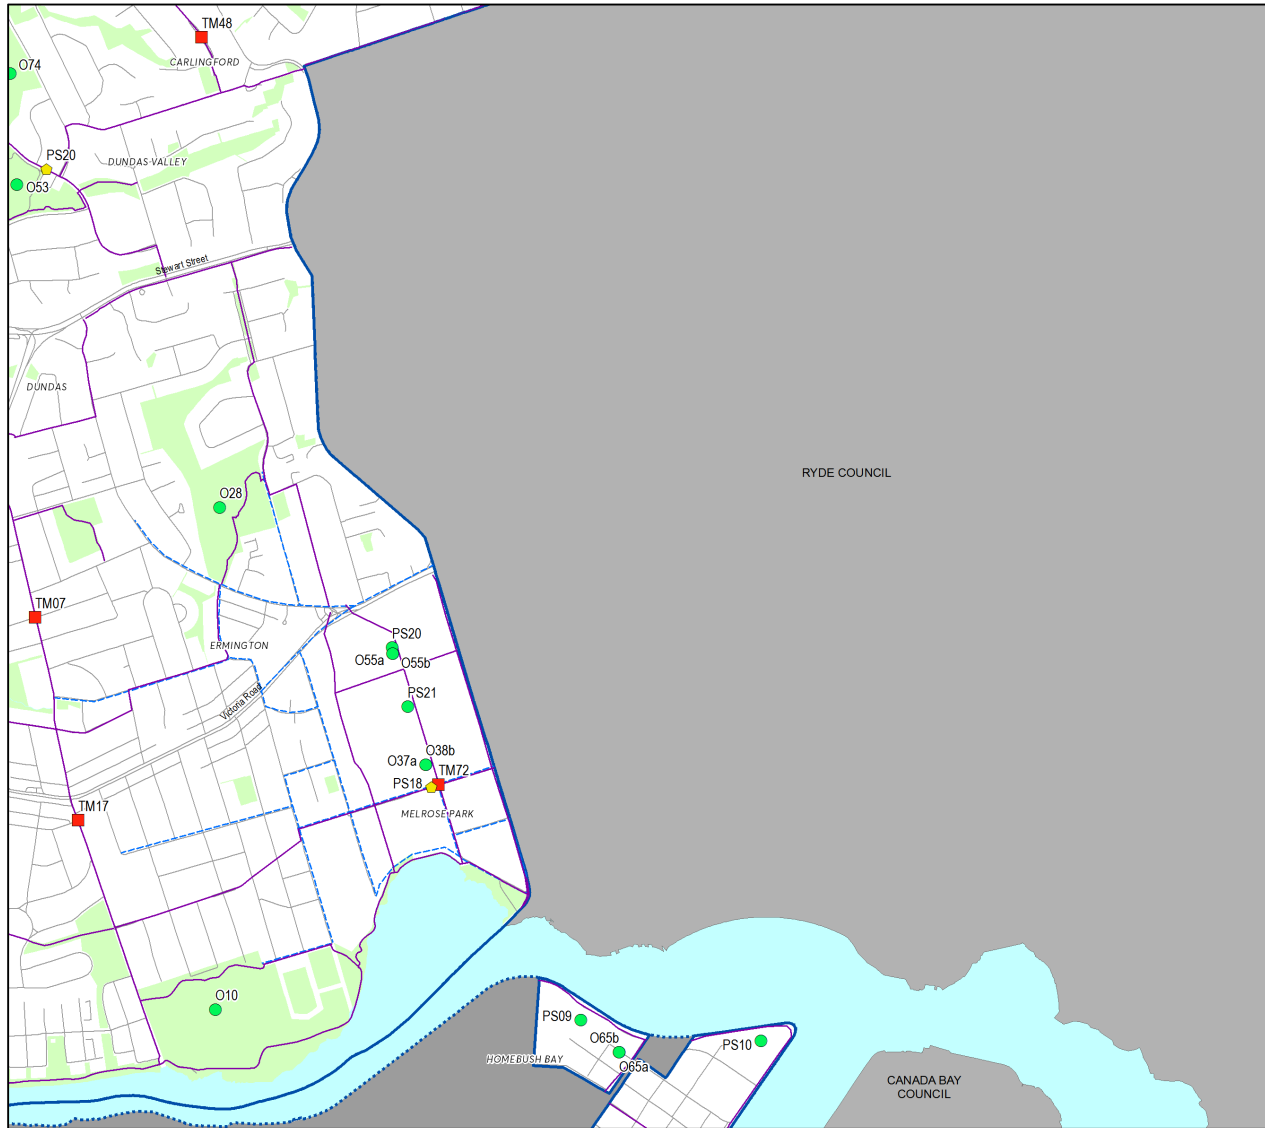 TM48
CARLINGFORD
O74
PS20
DUNDAS VALLEY
O53
Stewart Street
DUNDAS
RYDE COUNCIL
O28
TM07
PS20
ERMINGTON
O55a
O55b
PS21
Victoria Road
O38b
O37a
TM72
PS18
TM17
MELROSE PARK
O10
PS09
O65b
PS10
HOMEBUSH BAY
O65a
CANADA BAY
COUNCIL